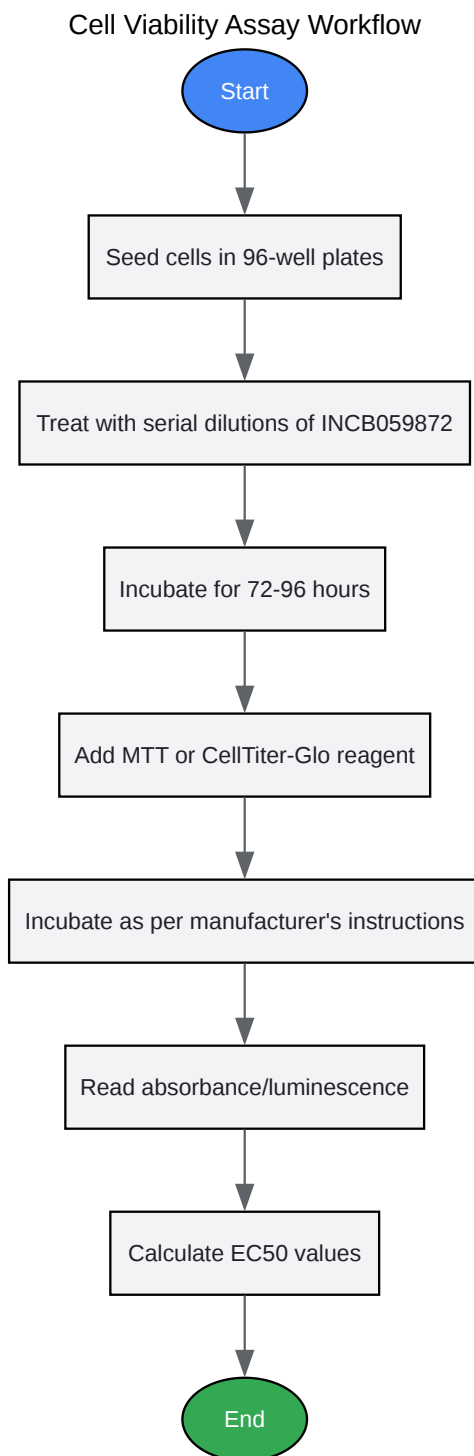 Cell Viability Assay Workflow
Start
Seed cells in 96-well plates
Treat with serial dilutions of INCB059872
Incubate for 72-96 hours
Add MTT or CellTiter-Glo reagent
Incubate as per manufacturer's instructions
Read absorbance/luminescence
Calculate EC50 values
End